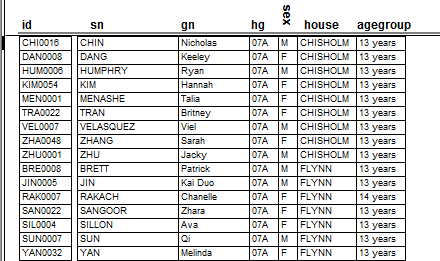 id sn gn hg sex house agegroup
CHI0016 CHIN Nicholas 07A M CHISHOLM 13 years
DAN0008 DANG Keeley 07A F CHISHOLM 13 years
HUM0006 HUMPHRY Ryan 07A M CHISHOLM 13 years
KIM0054 KIM Hannah 07A F CHISHOLM 13 years
MEN0001 MENASHE Talia 07A F CHISHOLM 13 years
TRA0022 TRAN Britney 07A F CHISHOLM 13 years
VEL0007 VELASQUEZ Viel 07A M CHISHOLM 13 years
ZHA0048 ZHANG Sarah 07A F CHISHOLM 13 years
ZHU0001 ZHU Jacky 07A M CHISHOLM 13 years
BRE0008 BRETT Patrick 07A M FLYNN 13 years
JIN0005 JIN Kai Duo 07A M FLYNN 13 years
RAK0007 RAKACH Chanelle 07A F FLYNN 14 years
SAN0022 SANGOOR Zhara 07A F FLYNN 13 years
SIL0004 SILLON Ava 07A F FLYNN 13 years
SUN0007 SUN Qi 07A M FLYNN 13 years
YAN0032 YAN Melinda 07A F FLYNN 13 years